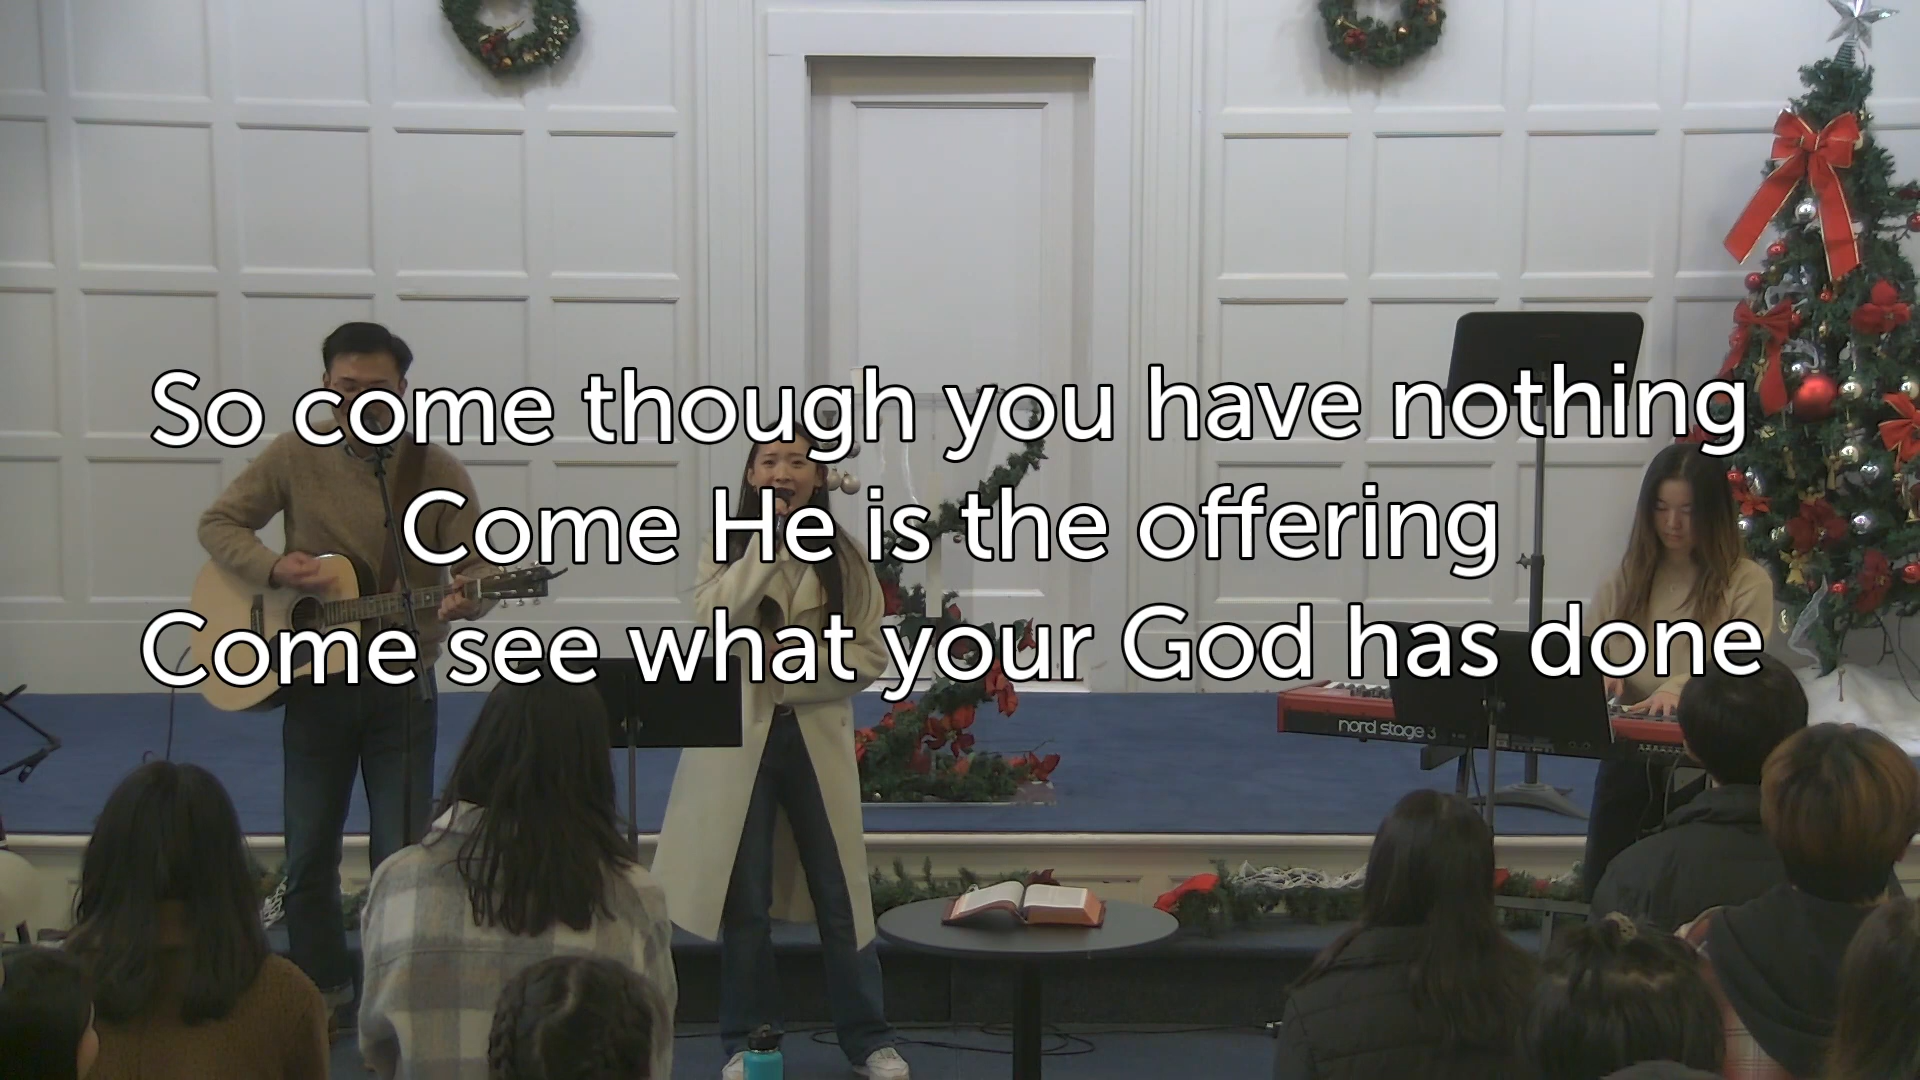 So come though you have nothing
Come He is the offering
Come see what your God has done
nord stage 3